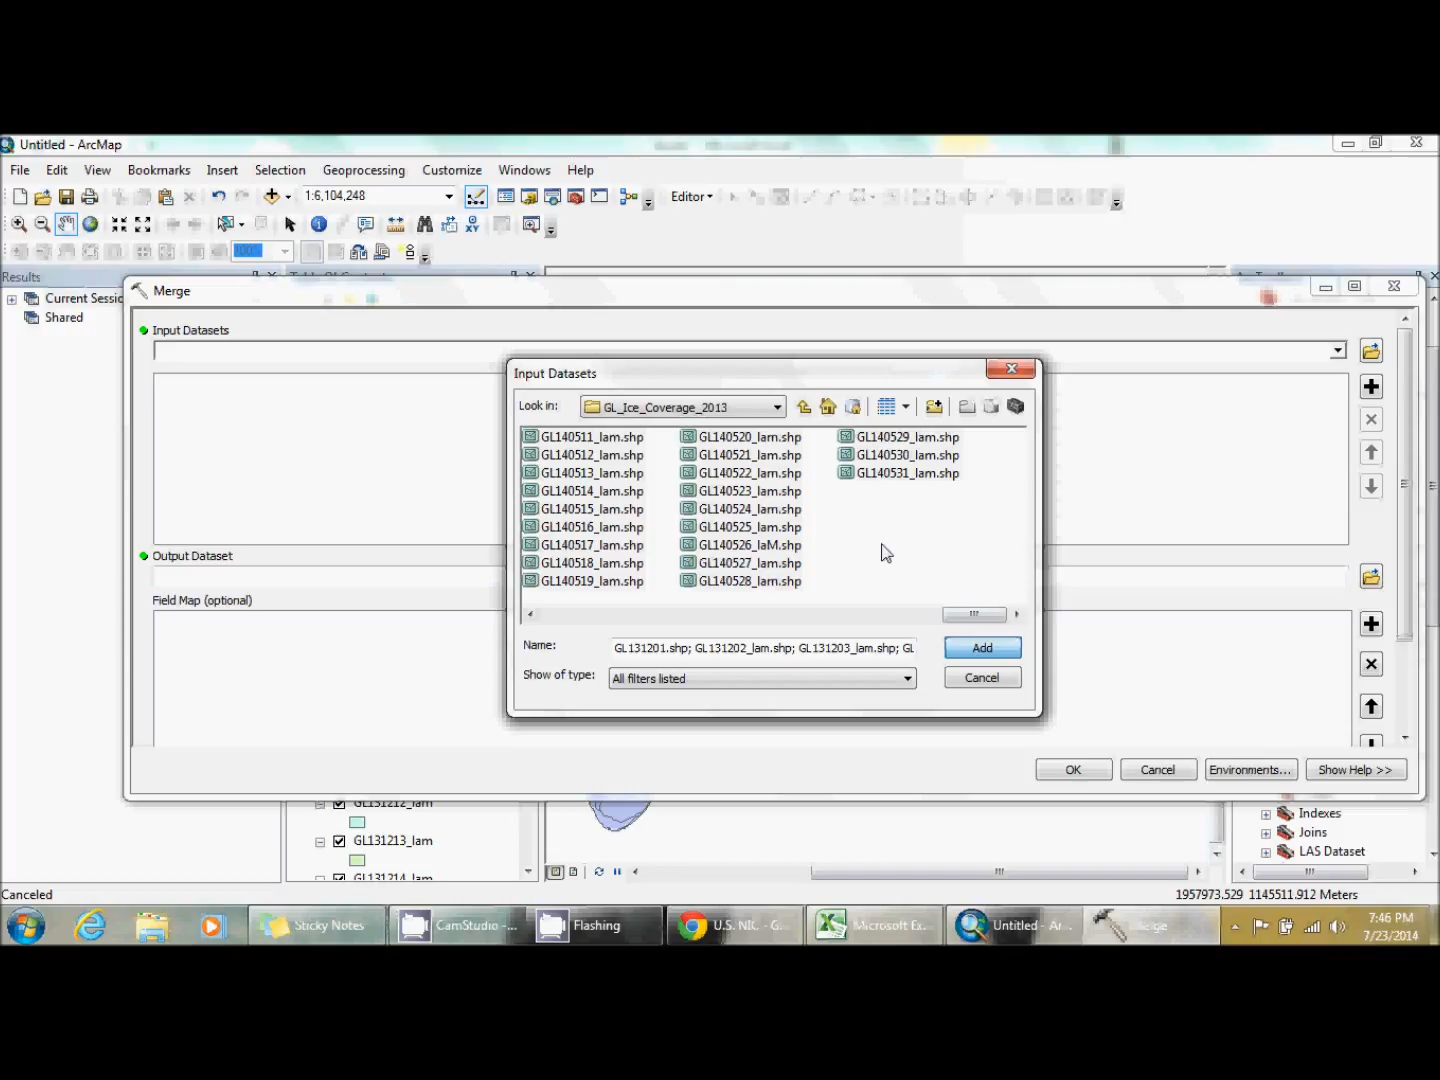 Untitled - ArcMap
File Edit View Bookmarks Insert Selection Geoprocessing Customize Windows Help
1:6,104,248
Editor
100%
Results
Current Sessic
Shared
Merge
Input Datasets
Input Datasets
Look in: GL_Ice_Coverage_2013
GL140511_lam.shp GL140520_lam.shp GL140529_lam.shp
GL140512_lam.shp GL140521_lam.shp GL140530_lam.shp
GL140513_lam.shp GL140522_lam.shp GL140531_lam.shp
GL140514_lam.shp GL140523_lam.shp
GL140515_lam.shp GL140524_lam.shp
GL140516_lam.shp GL140525_lam.shp
GL140517_lam.shp GL140526_laM.shp
GL140518_lam.shp GL140527_lam.shp
GL140519_lam.shp GL140528_lam.shp
Name: GL131201.shp; GL131202_lam.shp; GL131203_lam.shp; GL
Add
Show of type: All filters listed
Cancel
Output Dataset
Field Map (optional)
OK Cancel Environments... Show Help >>
GL131212_lam
GL131213_lam
GL131214_lam
Indexes
Joins
LAS Dataset
Canceled
1957973.529 1145511.912 Meters
Sticky Notes
CamStudio -...
Flashing
U.S. NIC - G...
Microsoft Ex...
Untitled - Ar...
Merge
7:46 PM
7/23/2014